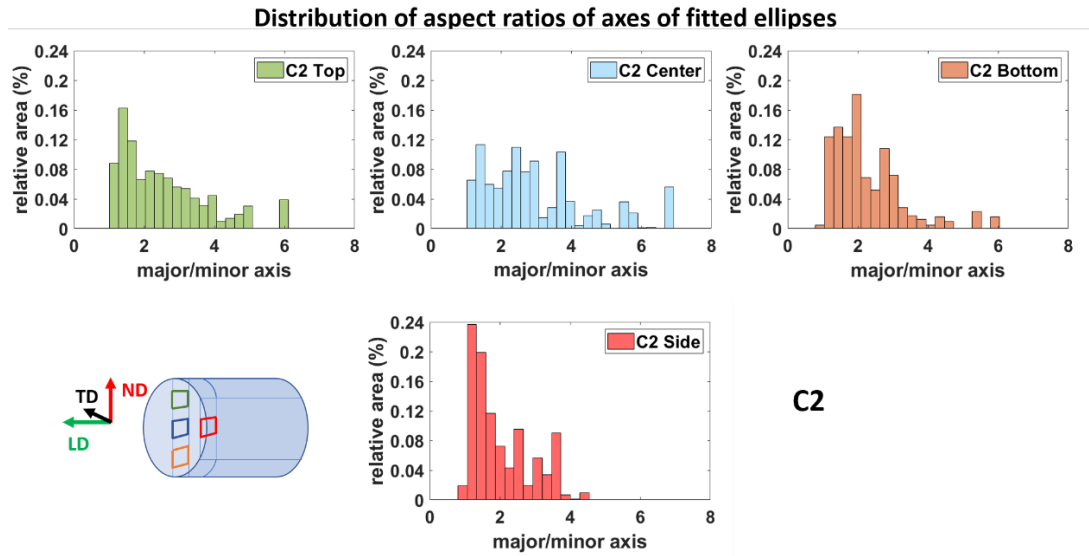 Distribution of aspect ratios of axes of fitted ellipses
relative area (%)
0.24
0.2
0.16
0.12
0.08
0.04
0
C2 Top
0 2 4 6 8
major/minor axis
relative area (%)
0.24
0.2
0.16
0.12
0.08
0.04
0
C2 Center
0 2 4 6 8
major/minor axis
relative area (%)
0.24
0.2
0.16
0.12
0.08
0.04
0
C2 Bottom
0 2 4 6 8
major/minor axis
TD
ND
LD
relative area (%)
0.24
0.2
0.16
0.12
0.08
0.04
0
C2 Side
0 2 4 6 8
major/minor axis
C2